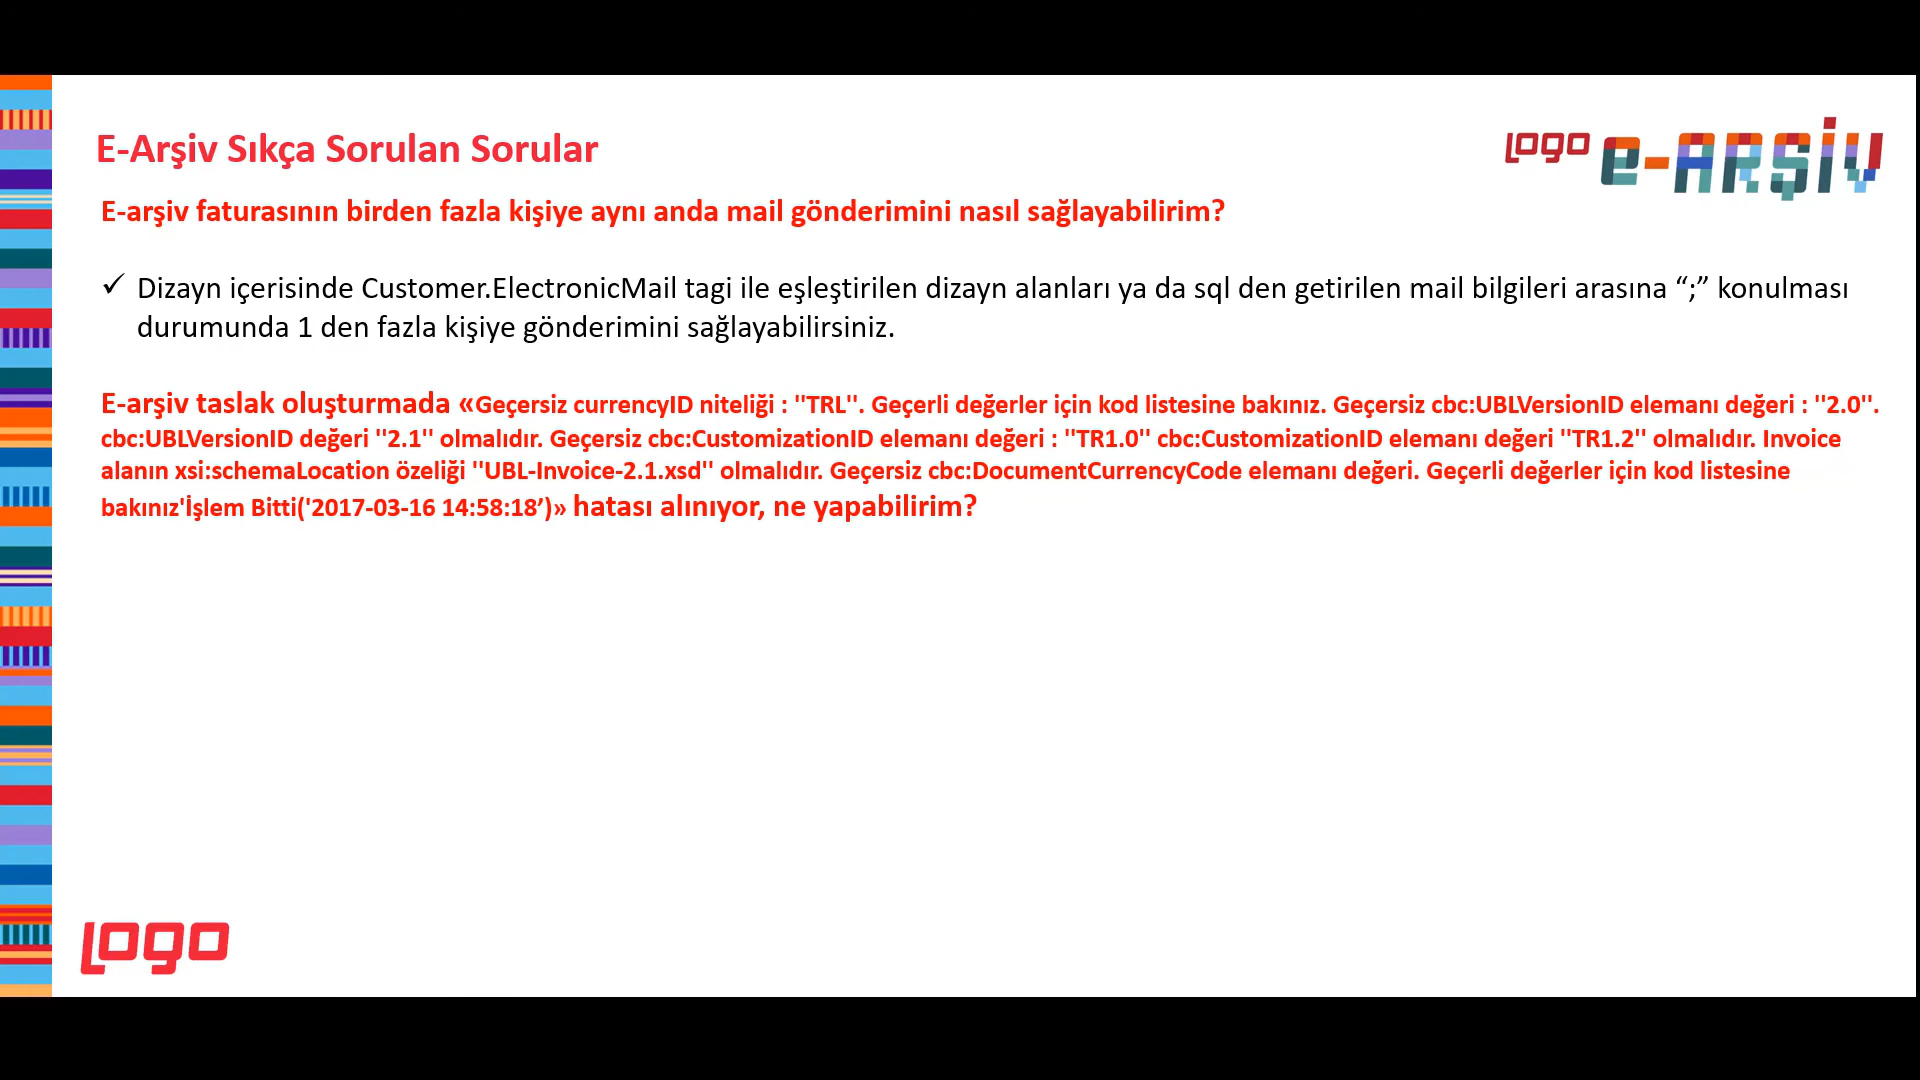 E-Arşiv Sıkça Sorulan Sorular
logo e-ARŞİV
E-arşiv faturasının birden fazla kişiye aynı anda mail gönderimini nasıl sağlayabilirim?
✓ Dizayn içerisinde Customer.ElectronicMail tagi ile eşleştirilen dizayn alanları ya da sql den getirilen mail bilgileri arasına “;” konulması
durumunda 1 den fazla kişiye gönderimini sağlayabilirsiniz.
E-arşiv taslak oluşturmada «Geçersiz currencyID niteliği : ''TRL''. Geçerli değerler için kod listesine bakınız. Geçersiz cbc:UBLVersionID elemanı değeri : ''2.0''.
cbc:UBLVersionID değeri ''2.1'' olmalıdır. Geçersiz cbc:CustomizationID elemanı değeri : ''TR1.0'' cbc:CustomizationID elemanı değeri ''TR1.2'' olmalıdır. Invoice
alanın xsi:schemaLocation özeliği ''UBL-Invoice-2.1.xsd'' olmalıdır. Geçersiz cbc:DocumentCurrencyCode elemanı değeri. Geçerli değerler için kod listesine
bakınız'İşlem Bitti('2017-03-16 14:58:18’)» hatası alınıyor, ne yapabilirim?
logo